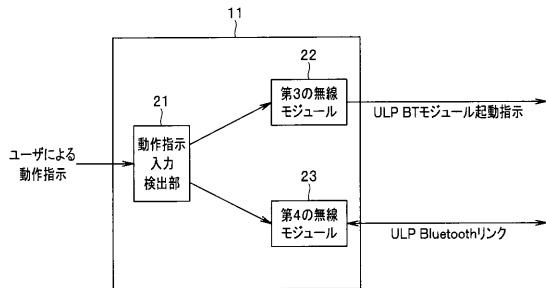 11
22
第3の無線
モジュール
ULP BTモジュール起動指示
21
動作指示
入力
検出部
ユーザによる
動作指示
23
第4の無線
モジュール
ULP Bluetoothリンク